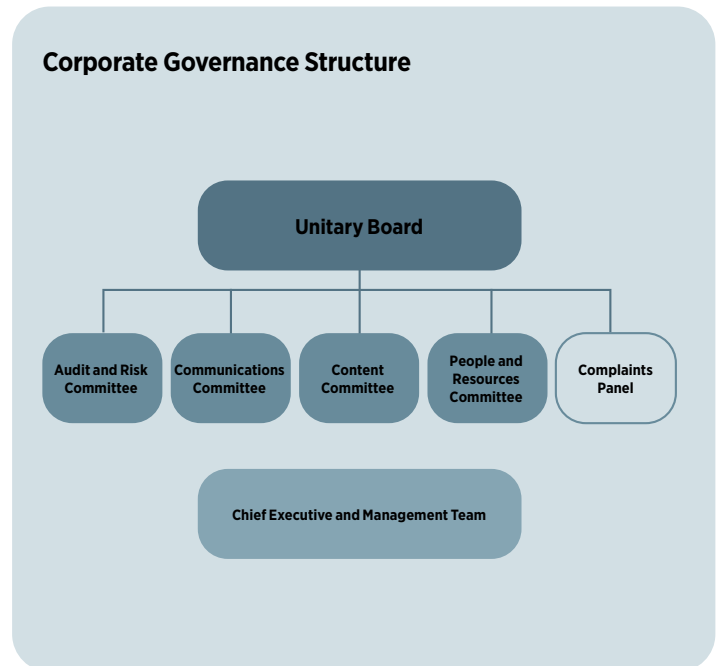 Corporate Governance Structure
Unitary Board
Audit and Risk
Committee
Communications
Committee
Content
Committee
People and
Resources
Committee
Complaints
Panel
Chief Executive and Management Team